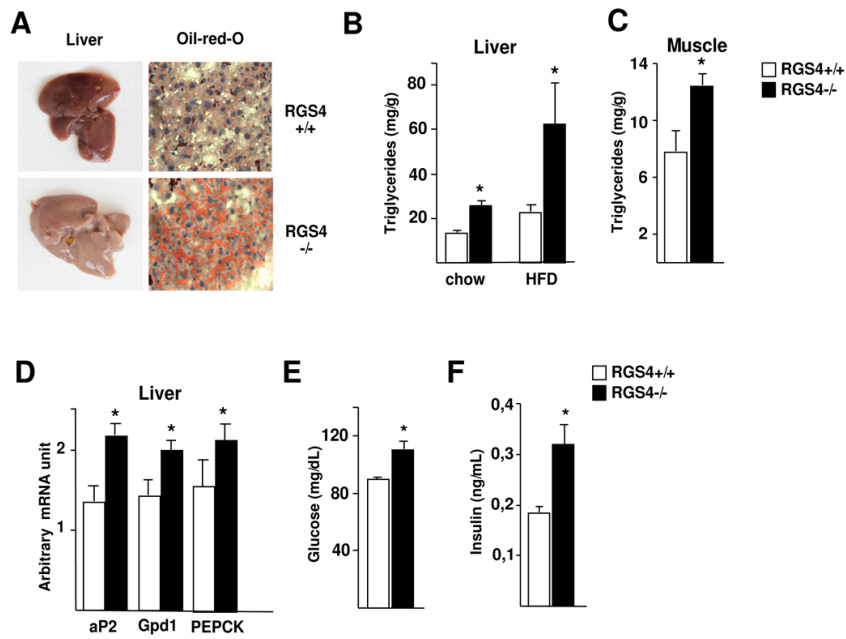 A
Liver
Oil-red-O
RGS4
+/+
RGS4
-/-
B
Liver
Triglycerides (mg/g)
80
60
40
20
*
*
chow
HFD
C
Muscle
Triglycerides (mg/g)
14
10
6
2
*
RGS4+/+
RGS4-/-
D
Liver
Arbitrary mRNA unit
2
1
*
*
*
aP2
Gpd1
PEPCK
E
Glucose (mg/dL)
120
80
40
*
F
Insulin (ng/mL)
0,4
0,3
0,2
0,1
*
RGS4+/+
RGS4-/-